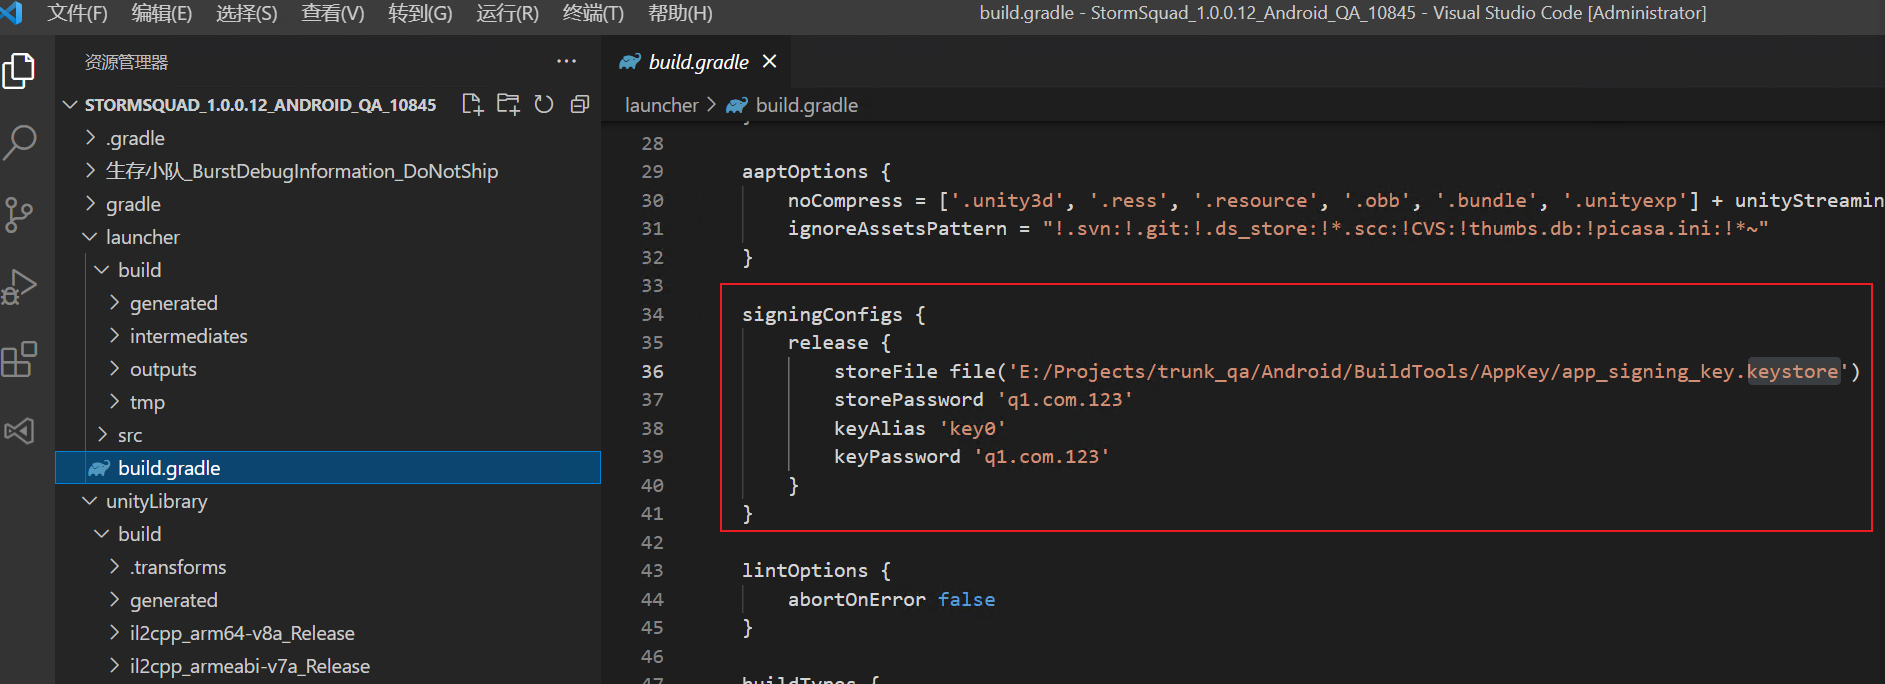 文件(F) 编辑(E) 选择(S) 查看(V) 转到(G) 运行(R) 终端(T) 帮助(H) build.gradle - StormSquad_1.0.0.12_Android_QA_10845 - Visual Studio Code [Administrator]
资源管理器 ···
STORMSQUAD_1.0.0.12_ANDROID_QA_10845
.gradle
生存小队_BurstDebugInformation_DoNotShip
gradle
launcher
build
generated
intermediates
outputs
tmp
src
build.gradle
unityLibrary
build
.transforms
generated
il2cpp_arm64-v8a_Release
il2cpp_armeabi-v7a_Release
build.gradle
launcher > build.gradle
28
29 aaptOptions {
30 noCompress = ['.unity3d', '.ress', '.resource', '.obb', '.bundle', '.unityexp'] + unityStreamin
31 ignoreAssetsPattern = "!.svn:!.git:!.ds_store:!*.scc:!CVS:!thumbs.db:!picasa.ini:!*~"
32 }
33
34 signingConfigs {
35 release {
36 storeFile file('E:/Projects/trunk_qa/Android/BuildTools/AppKey/app_signing_key.keystore')
37 storePassword 'q1.com.123'
38 keyAlias 'key0'
39 keyPassword 'q1.com.123'
40 }
41 }
42
43 lintOptions {
44 abortOnError false
45 }
46
47 buildTypes {